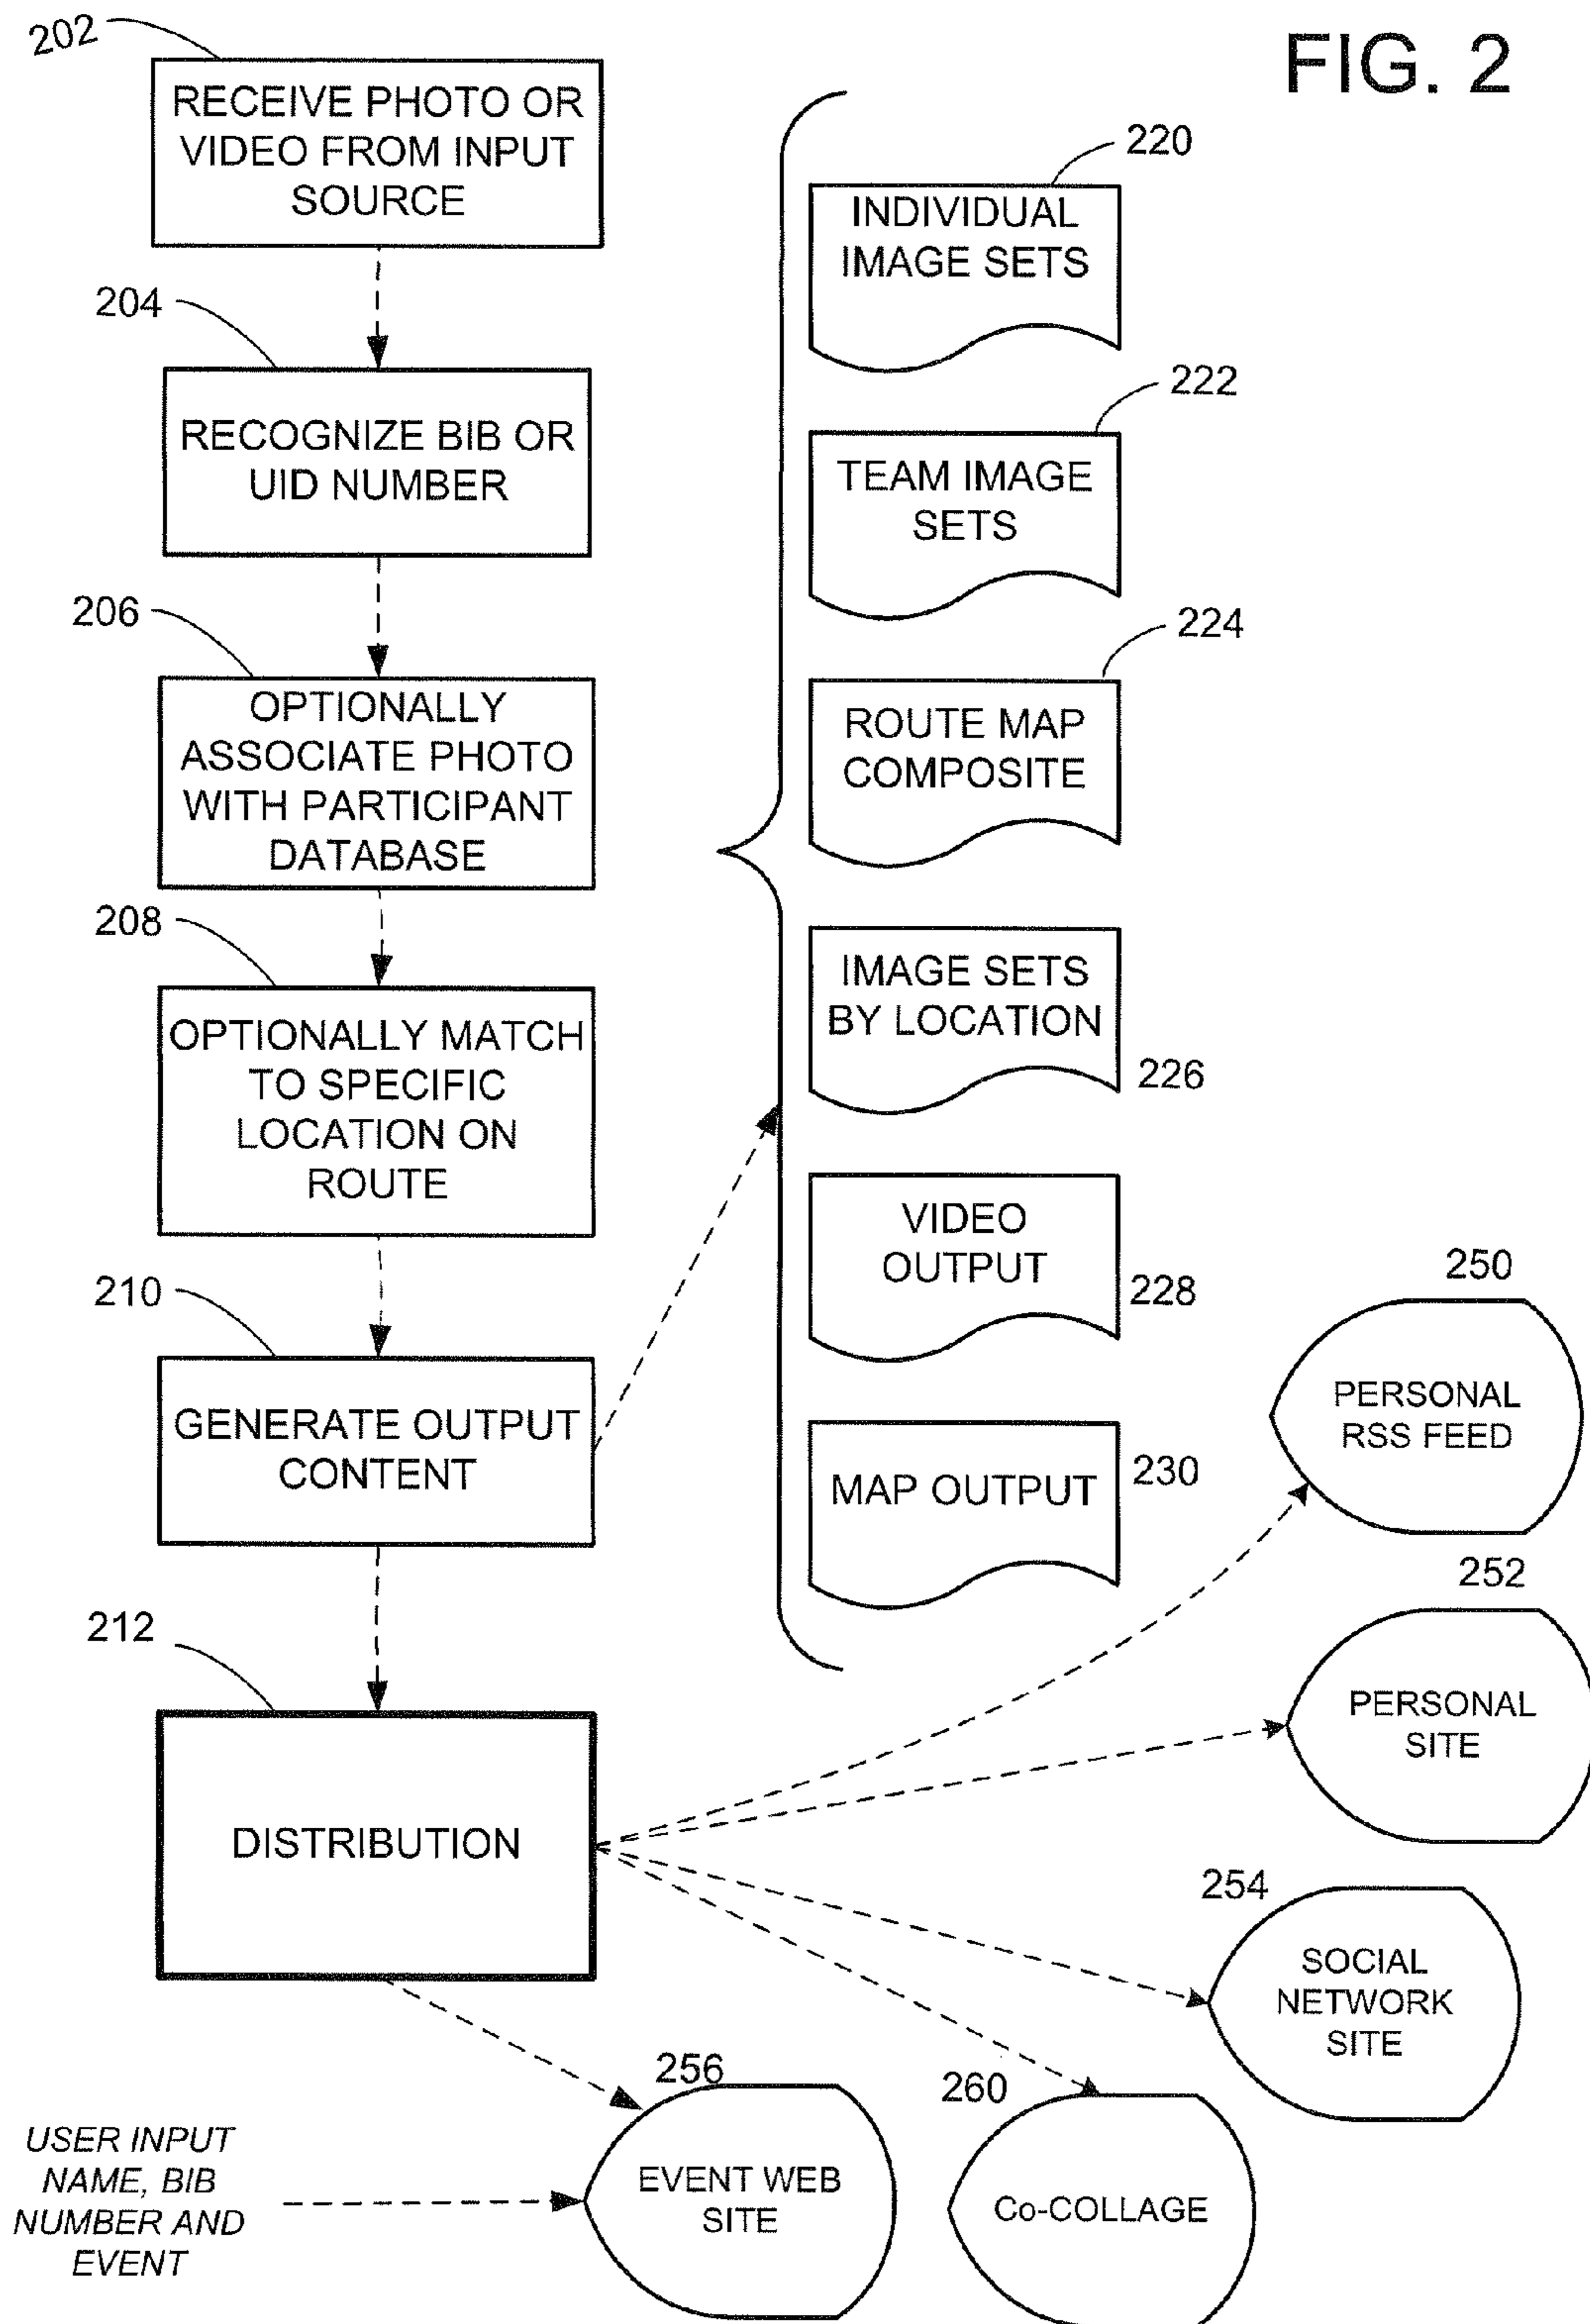 FIG. 2
202
RECEIVE PHOTO OR
VIDEO FROM INPUT
SOURCE
204
RECOGNIZE BIB OR
UID NUMBER
206
OPTIONALLY
ASSOCIATE PHOTO
WITH PARTICIPANT
DATABASE
208
OPTIONALLY MATCH
TO SPECIFIC
LOCATION ON
ROUTE
210
GENERATE OUTPUT
CONTENT
212
DISTRIBUTION
220
INDIVIDUAL
IMAGE SETS
222
TEAM IMAGE
SETS
224
ROUTE MAP
COMPOSITE
IMAGE SETS
BY LOCATION
226
VIDEO
OUTPUT
228
MAP OUTPUT
230
250
PERSONAL
RSS FEED
252
PERSONAL
SITE
254
SOCIAL
NETWORK
SITE
256
EVENT WEB
SITE
260
Co-COLLAGE
USER INPUT
NAME, BIB
NUMBER AND
EVENT